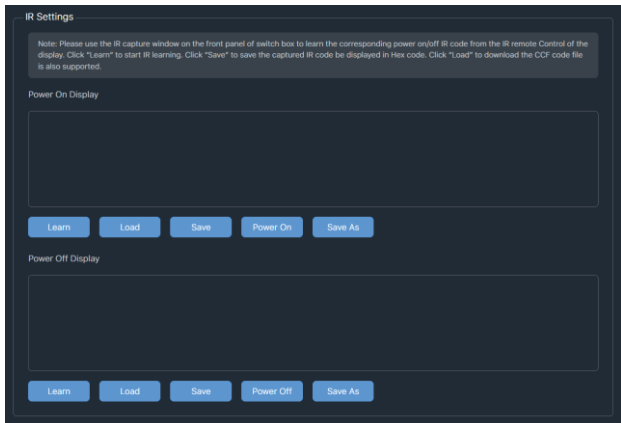 IR Settings
Note: Please use the IR capture window on the front panel of switch box to learn the corresponding power on/off IR code from the IR remote Control of the
display. Click "Learn" to start IR learning. Click "Save" to save the captured IR code be displayed in Hex code. Click "Load" to download the CCF code file
is also supported.
Power On Display
Learn Load Save Power On Save As
Power Off Display
Learn Load Save Power Off Save As